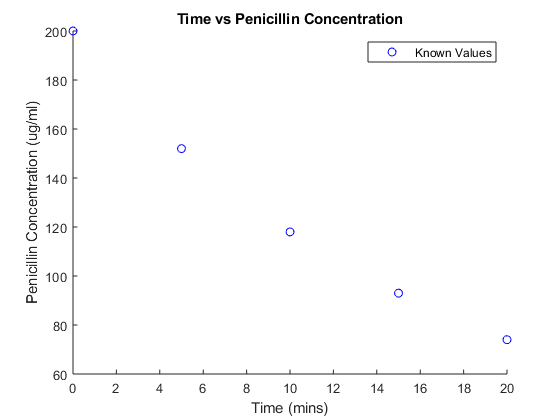 Time vs Penicillin Concentration
Known Values
Penicillin Concentration (ug/ml)
200
180
160
140
120
100
80
60
0 2 4 6 8 10 12 14 16 18 20
Time (mins)